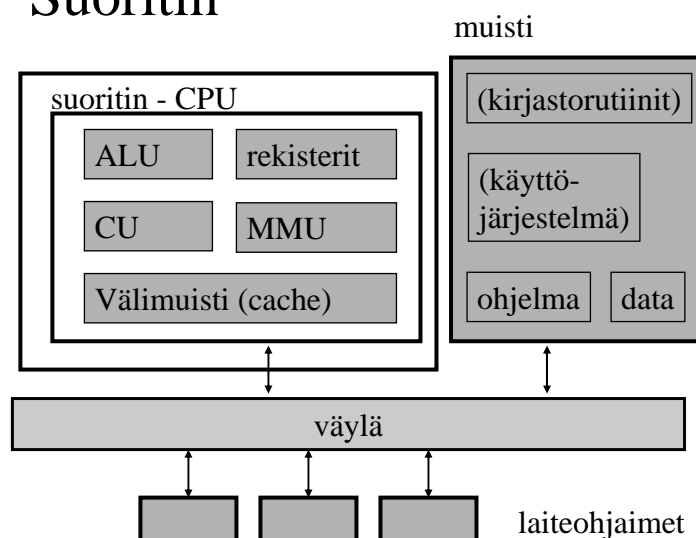 Suoritin
muisti
suoritin - CPU
(kirjastorutiinit)
ALU
rekisterit
(käyttö-
järjestelmä)
CU
MMU
Välimuisti (cache)
ohjelma
data
väylä
laiteohjaimet